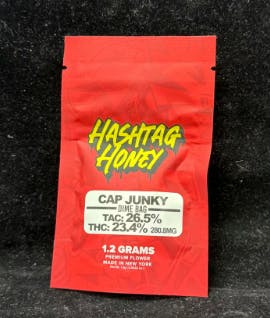 HASHTAG
HONEY
CAP JUNKY
DIME BAG
TAC: 26.5%
THC: 23.4% 280.8MG
1.2 GRAMS
PREMIUM FLOWER
MADE IN NEW YORK